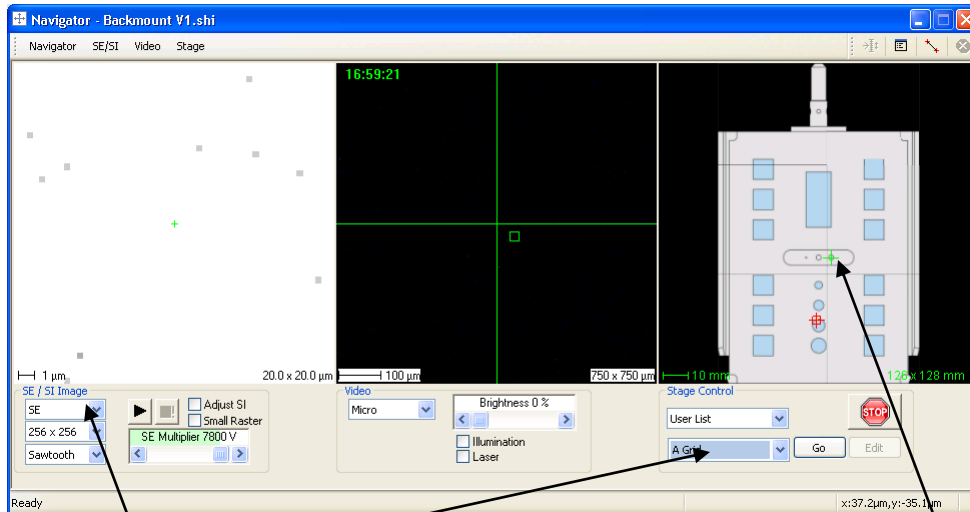 Navigator - Backmount V1.shi
Navigator SE/SI Video Stage
16:59:21
1 µm 20.0 x 20.0 µm
100 µm 750 x 750 µm
10 mm 126 x 128 mm
SE / SI Image
SE
256 x 256
Sawtooth
Adjust SI
Small Raster
SE Multiplier 7800 V
Video
Micro
Brightness 0 %
Illumination
Laser
Stage Control
User List
STOP
A Grid
Go
Edit
Ready
x:37.2µm,y:-35.1µm